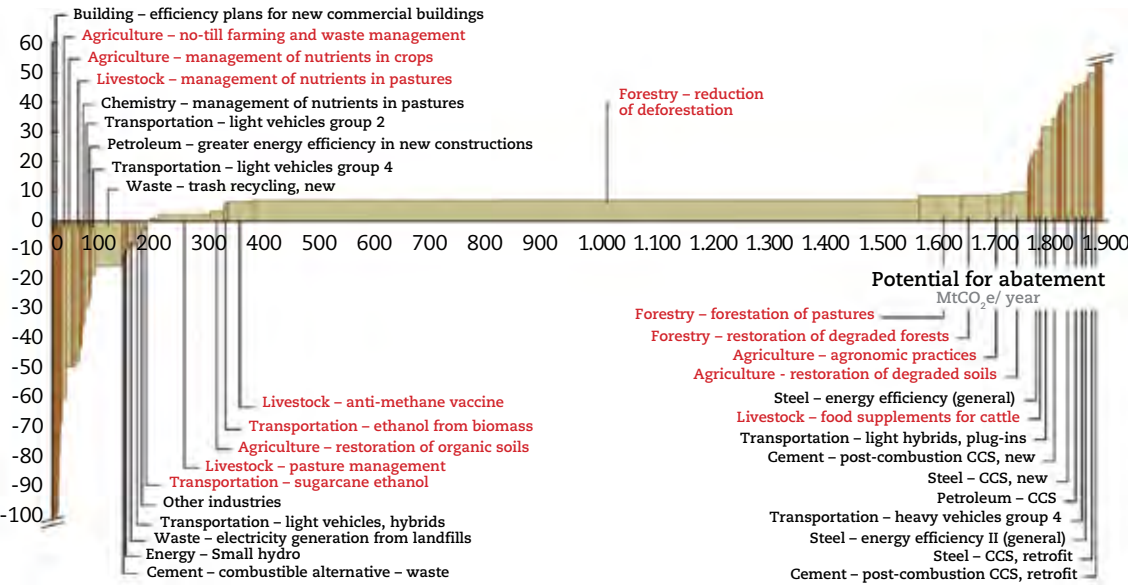 Building – efficiency plans for new commercial buildings
Agriculture – no-till farming and waste management
Agriculture – management of nutrients in crops
Livestock – management of nutrients in pastures
Chemistry – management of nutrients in pastures
Transportation – light vehicles group 2
Petroleum – greater energy efficiency in new constructions
Transportation – light vehicles group 4
Waste – trash recycling, new
Forestry – reduction
of deforestation
60
50
40
30
20
10
0
-10
-20
-30
-40
-50
-60
-70
-80
-90
-100
0 100 200 300 400 500 600 700 800 900 1.000 1.100 1.200 1.300 1.400 1.500 1.600 1.700 1.800 1.900
Potential for abatement
MtCO2e/ year
Livestock – anti-methane vaccine
Transportation – ethanol from biomass
Agriculture – restoration of organic soils
Livestock – pasture management
Transportation – sugarcane ethanol
Other industries
Transportation – light vehicles, hybrids
Waste – electricity generation from landfills
Energy – Small hydro
Cement – combustible alternative – waste
Forestry – forestation of pastures
Forestry – restoration of degraded forests
Agriculture – agronomic practices
Agriculture - restoration of degraded soils
Steel – energy efficiency (general)
Livestock – food supplements for cattle
Transportation – light hybrids, plug-ins
Cement – post-combustion CCS, new
Steel – CCS, new
Petroleum – CCS
Transportation – heavy vehicles group 4
Steel – energy efficiency II (general)
Steel – CCS, retrofit
Cement – post-combustion CCS, retrofit